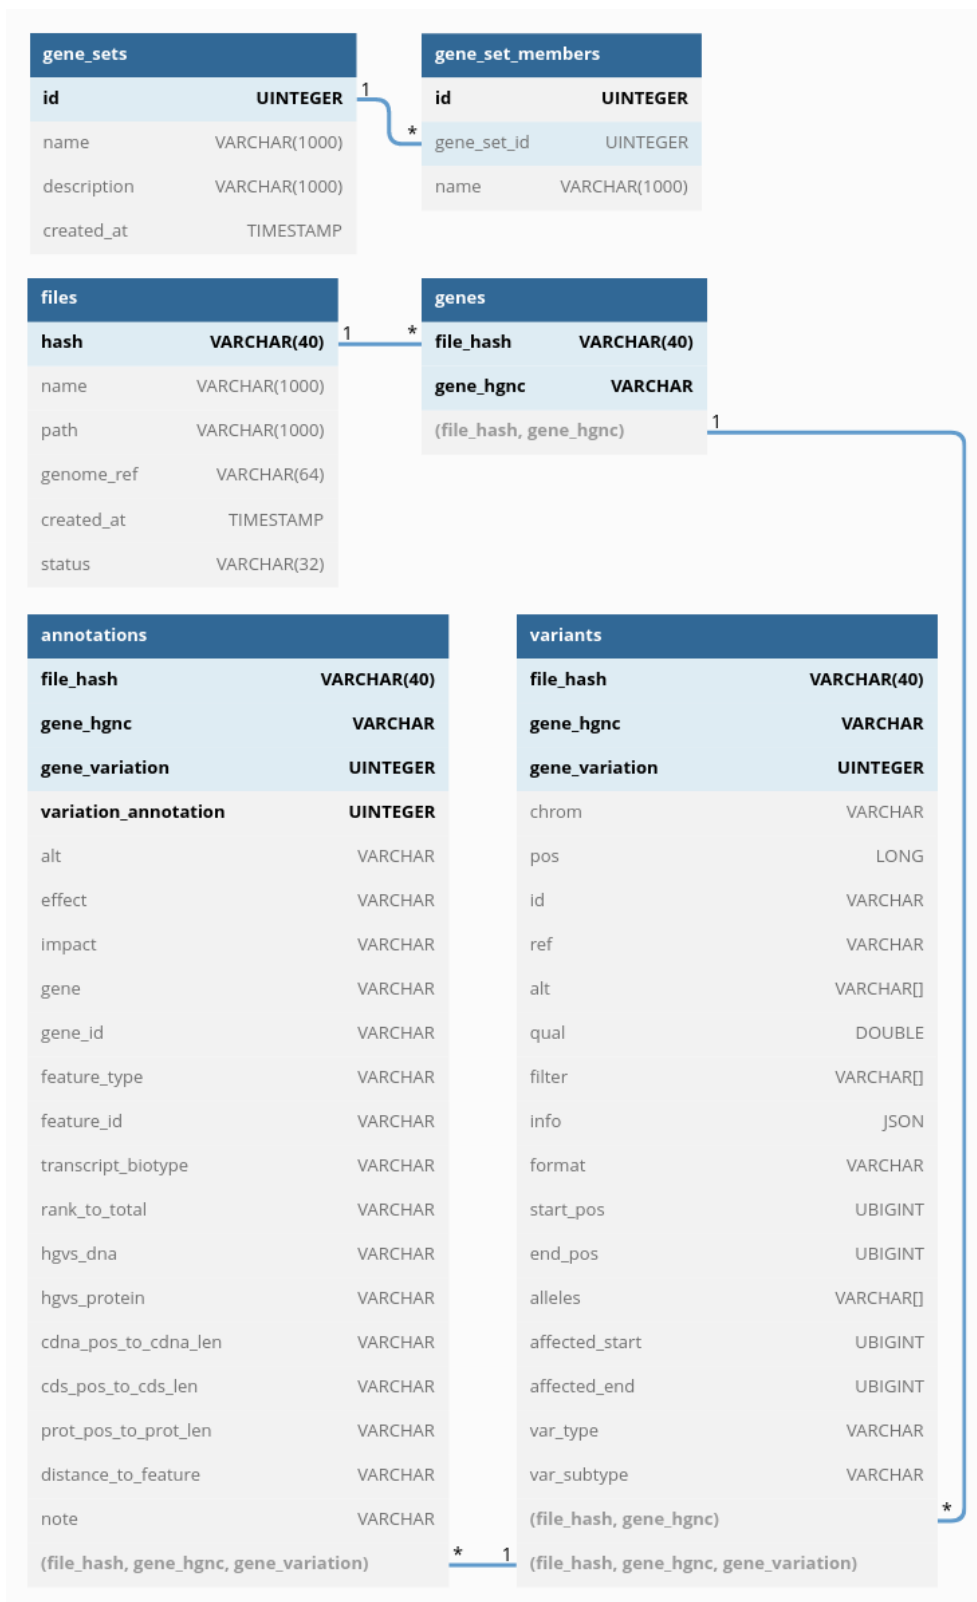 gene_sets
id UINTEGER
name VARCHAR(1000)
description VARCHAR(1000)
created_at TIMESTAMP
1
*
gene_set_members
id UINTEGER
gene_set_id UINTEGER
name VARCHAR(1000)
files
hash VARCHAR(40)
name VARCHAR(1000)
path VARCHAR(1000)
genome_ref VARCHAR(64)
created_at TIMESTAMP
status VARCHAR(32)
1
*
genes
file_hash VARCHAR(40)
gene_hgnc VARCHAR
(file_hash, gene_hgnc)
1
annotations
file_hash VARCHAR(40)
gene_hgnc VARCHAR
gene_variation UINTEGER
variation_annotation UINTEGER
alt VARCHAR
effect VARCHAR
impact VARCHAR
gene VARCHAR
gene_id VARCHAR
feature_type VARCHAR
feature_id VARCHAR
transcript_biotype VARCHAR
rank_to_total VARCHAR
hgvs_dna VARCHAR
hgvs_protein VARCHAR
cdna_pos_to_cdna_len VARCHAR
cds_pos_to_cds_len VARCHAR
prot_pos_to_prot_len VARCHAR
distance_to_feature VARCHAR
note VARCHAR
(file_hash, gene_hgnc, gene_variation)
*
1
variants
file_hash VARCHAR(40)
gene_hgnc VARCHAR
gene_variation UINTEGER
chrom VARCHAR
pos LONG
id VARCHAR
ref VARCHAR
alt VARCHAR[]
qual DOUBLE
filter VARCHAR[]
info JSON
format VARCHAR
start_pos UBIGINT
end_pos UBIGINT
alleles VARCHAR[]
affected_start UBIGINT
affected_end UBIGINT
var_type VARCHAR
var_subtype VARCHAR
(file_hash, gene_hgnc)
*
(file_hash, gene_hgnc, gene_variation)